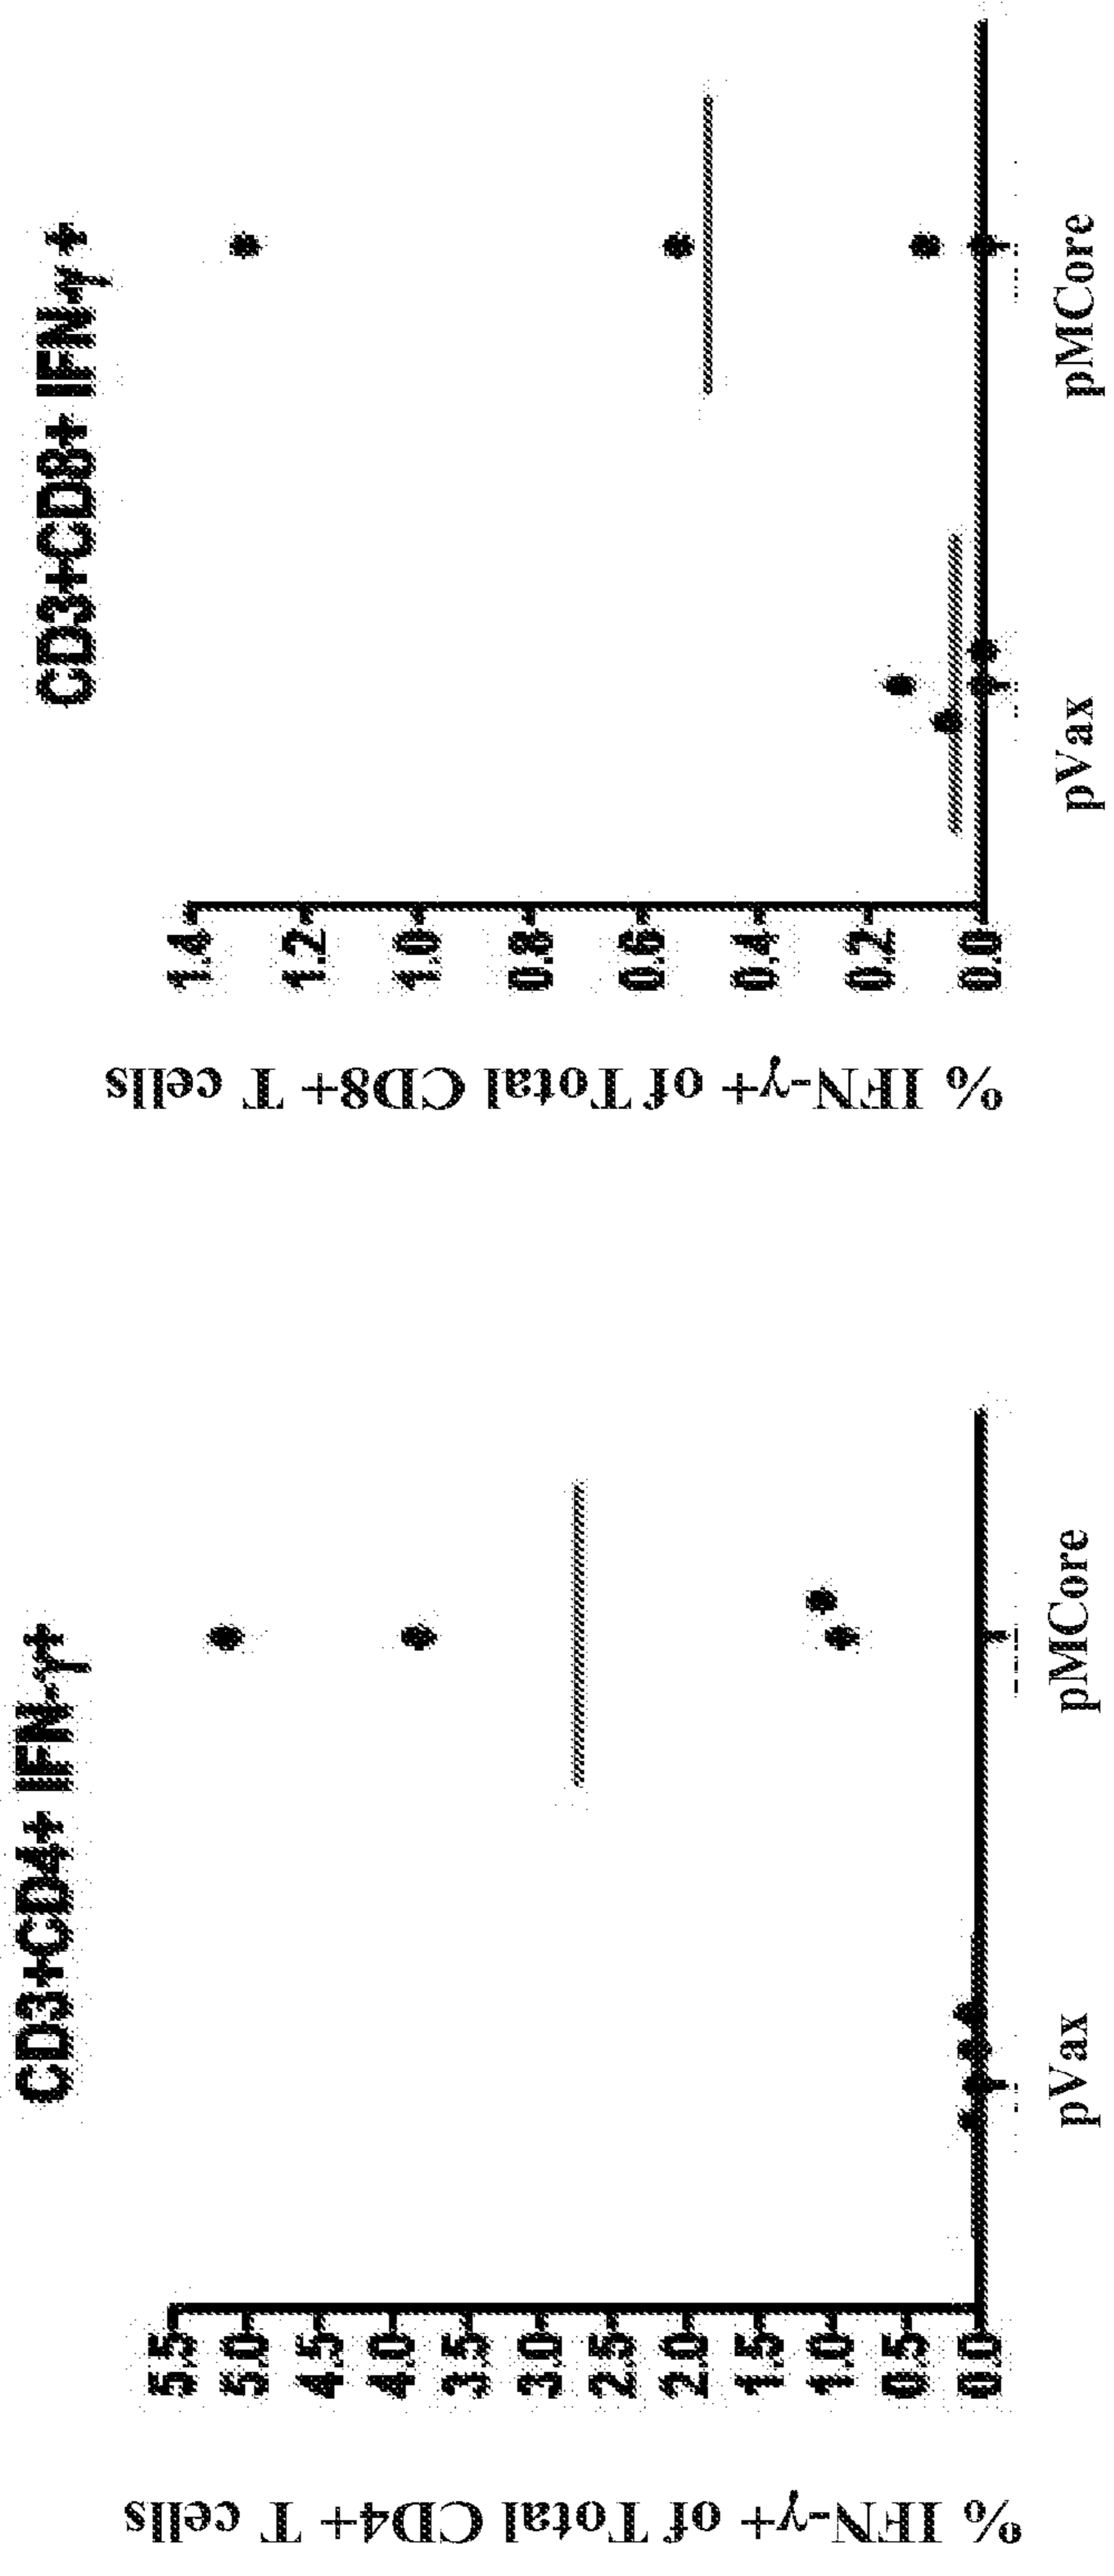 CD3+CD4+ IFN-γ+
% IFN-γ+ of Total CD4+ T cells
5.5
5.0
4.5
4.0
3.5
3.0
2.5
2.0
1.5
1.0
0.5
0.0
pVax
pMCore
CD3+CD8+ IFN-γ +
% IFN-γ+ of Total CD8+ T cells
1.4
1.2
1.0
0.8
0.6
0.4
0.2
0.0
pVax
pMCore